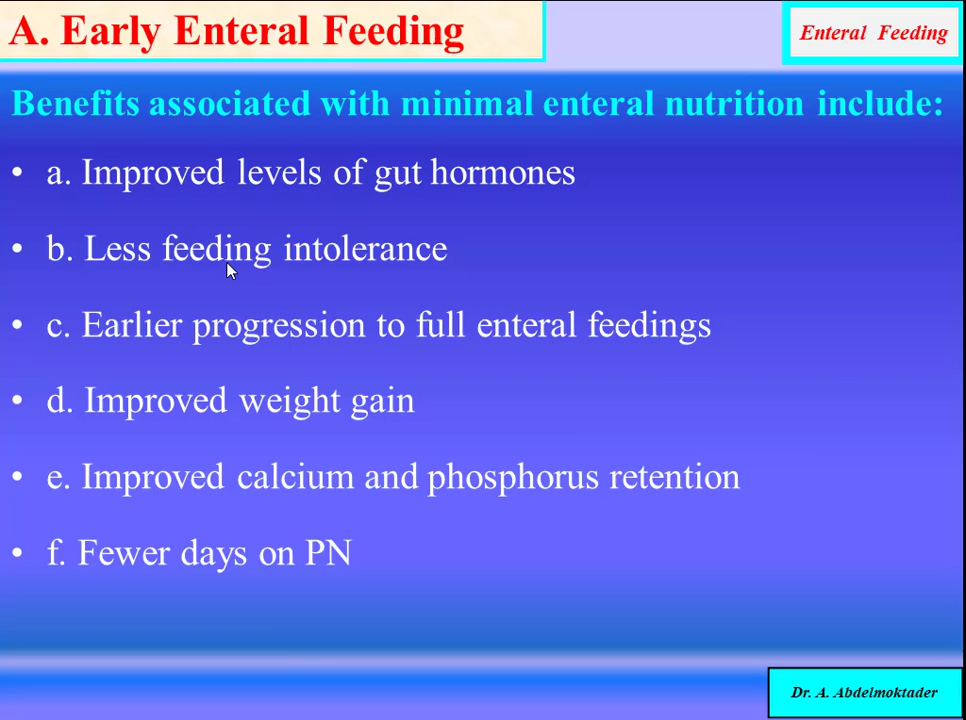 A. Early Enteral Feeding
Enteral Feeding
Benefits associated with minimal enteral nutrition include:
• a. Improved levels of gut hormones
• b. Less feeding intolerance
• c. Earlier progression to full enteral feedings
• d. Improved weight gain
• e. Improved calcium and phosphorus retention
• f. Fewer days on PN
Dr. A. Abdelmoktader